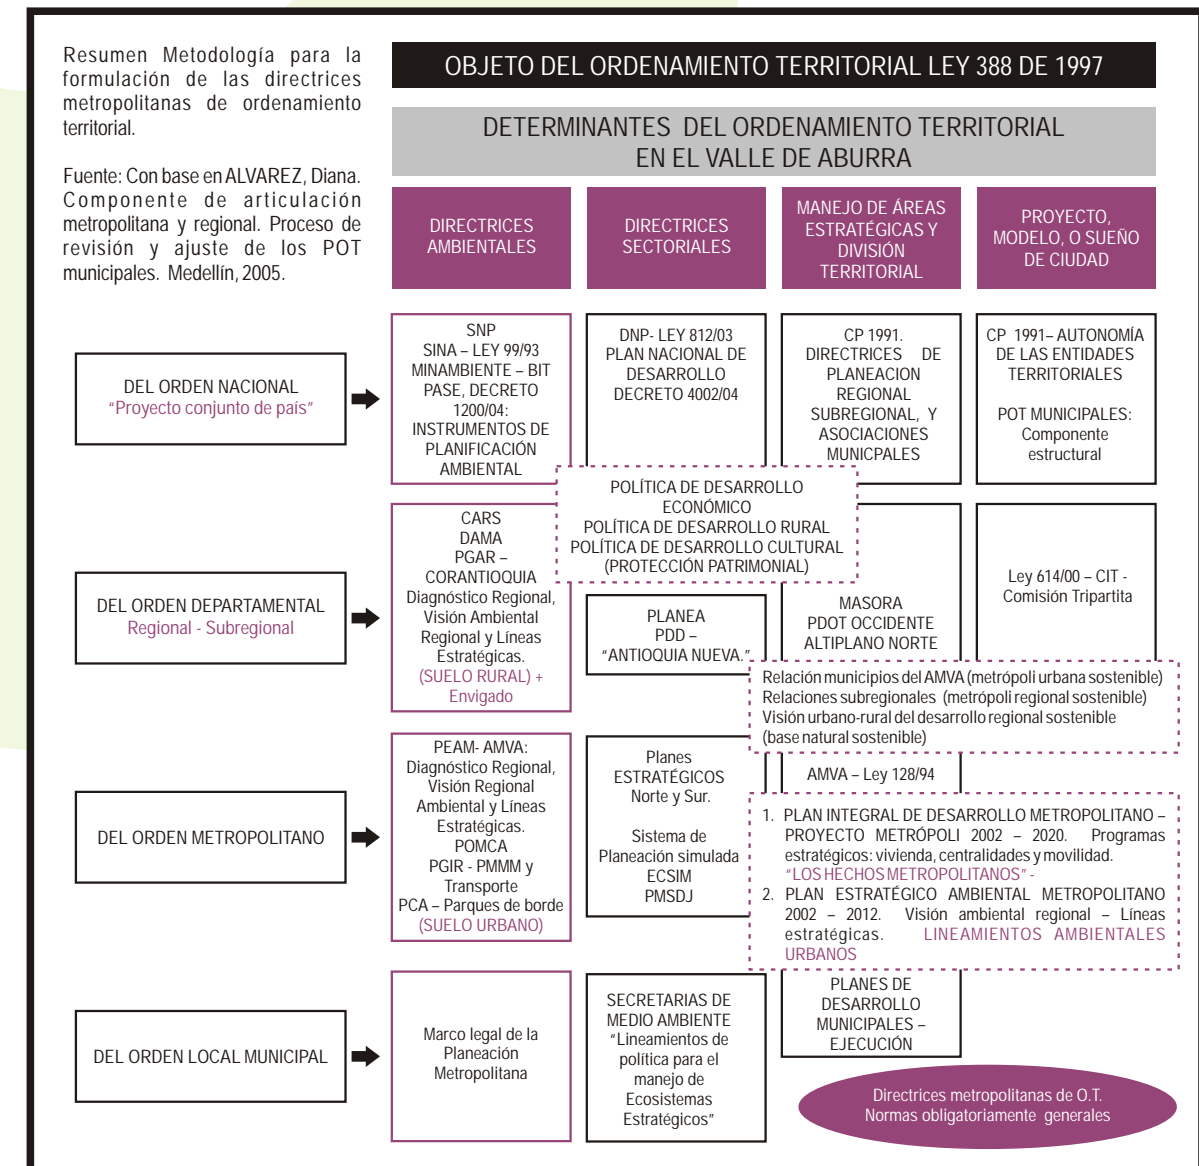 Resumen Metodología para la
formulación de las directrices
metropolitanas de ordenamiento
territorial.
Fuente: Con base en ALVAREZ, Diana.
Componente de articulación
metropolitana y regional. Proceso de
revisión y ajuste de los POT
municipales. Medellín, 2005.
OBJETO DEL ORDENAMIENTO TERRITORIAL LEY 388 DE 1997
DETERMINANTES DEL ORDENAMIENTO TERRITORIAL
EN EL VALLE DE ABURRA
DIRECTRICES
AMBIENTALES
DIRECTRICES
SECTORIALES
MANEJO DE ÁREAS
ESTRATÉGICAS Y
DIVISIÓN
TERRITORIAL
PROYECTO,
MODELO, O SUEÑO
DE CIUDAD
DEL ORDEN NACIONAL
“Proyecto conjunto de país”
SNP
SINA – LEY 99/93
MINAMBIENTE – BIT
PASE, DECRETO
1200/04:
INSTRUMENTOS DE
PLANIFICACIÓN
AMBIENTAL
DNP- LEY 812/03
PLAN NACIONAL DE
DESARROLLO
DECRETO 4002/04
CP 1991.
DIRECTRICES DE
PLANEACION
REGIONAL
SUBREGIONAL, Y
ASOCIACIONES
MUNICPALES
CP 1991– AUTONOMÍA
DE LAS ENTIDADES
TERRITORIALES
POT MUNICIPALES:
Componente
estructural
POLÍTICA DE DESARROLLO
ECONÓMICO
POLÍTICA DE DESARROLLO RURAL
POLÍTICA DE DESARROLLO CULTURAL
(PROTECCIÓN PATRIMONIAL)
DEL ORDEN DEPARTAMENTAL
Regional - Subregional
CARS
DAMA
PGAR –
CORANTIOQUIA
Diagnóstico Regional,
Visión Ambiental
Regional y Líneas
Estratégicas.
(SUELO RURAL) +
Envigado
PLANEA
PDD –
“ANTIOQUIA NUEVA.”
MASORA
PDOT OCCIDENTE
ALTIPLANO NORTE
Ley 614/00 – CIT -
Comisión Tripartita
Relación municipios del AMVA (metrópoli urbana sostenible)
Relaciones subregionales (metrópoli regional sostenible)
Visión urbano-rural del desarrollo regional sostenible
(base natural sostenible)
DEL ORDEN METROPOLITANO
PEAM- AMVA:
Diagnóstico Regional,
Visión Regional
Ambiental y Líneas
Estratégicas.
POMCA
PGIR - PMMM y
Transporte
PCA – Parques de borde
(SUELO URBANO)
Planes
ESTRATÉGICOS
Norte y Sur.
Sistema de
Planeación simulada
ECSIM
PMSDJ
AMVA – Ley 128/94
1. PLAN INTEGRAL DE DESARROLLO METROPOLITANO –
PROYECTO METRÓPOLI 2002 – 2020. Programas
estratégicos: vivienda, centralidades y movilidad.
“LOS HECHOS METROPOLITANOS” -
2. PLAN ESTRATÉGICO AMBIENTAL METROPOLITANO
2002 – 2012. Visión ambiental regional – Líneas
estratégicas. LINEAMIENTOS AMBIENTALES
URBANOS
DEL ORDEN LOCAL MUNICIPAL
Marco legal de la
Planeación
Metropolitana
SECRETARIAS DE
MEDIO AMBIENTE
“Lineamientos de
política para el
manejo de
Ecosistemas
Estratégicos”
PLANES DE
DESARROLLO
MUNICIPALES –
EJECUCIÓN
Directrices metropolitanas de O.T.
Normas obligatoriamente generales